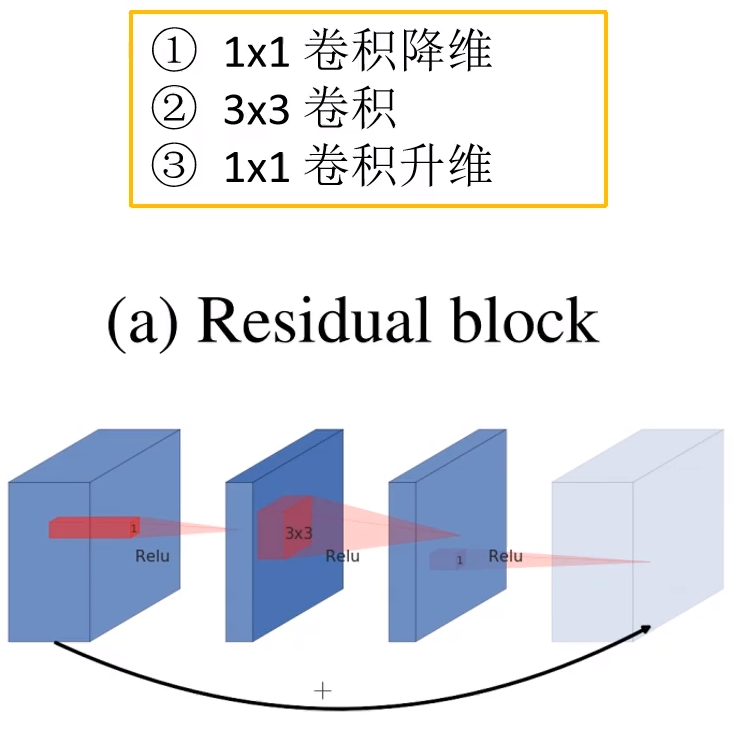 ① 1x1 卷积降维
② 3x3 卷积
③ 1x1 卷积升维
(a) Residual block
1
Relu
3x3
Relu
1
Relu
+